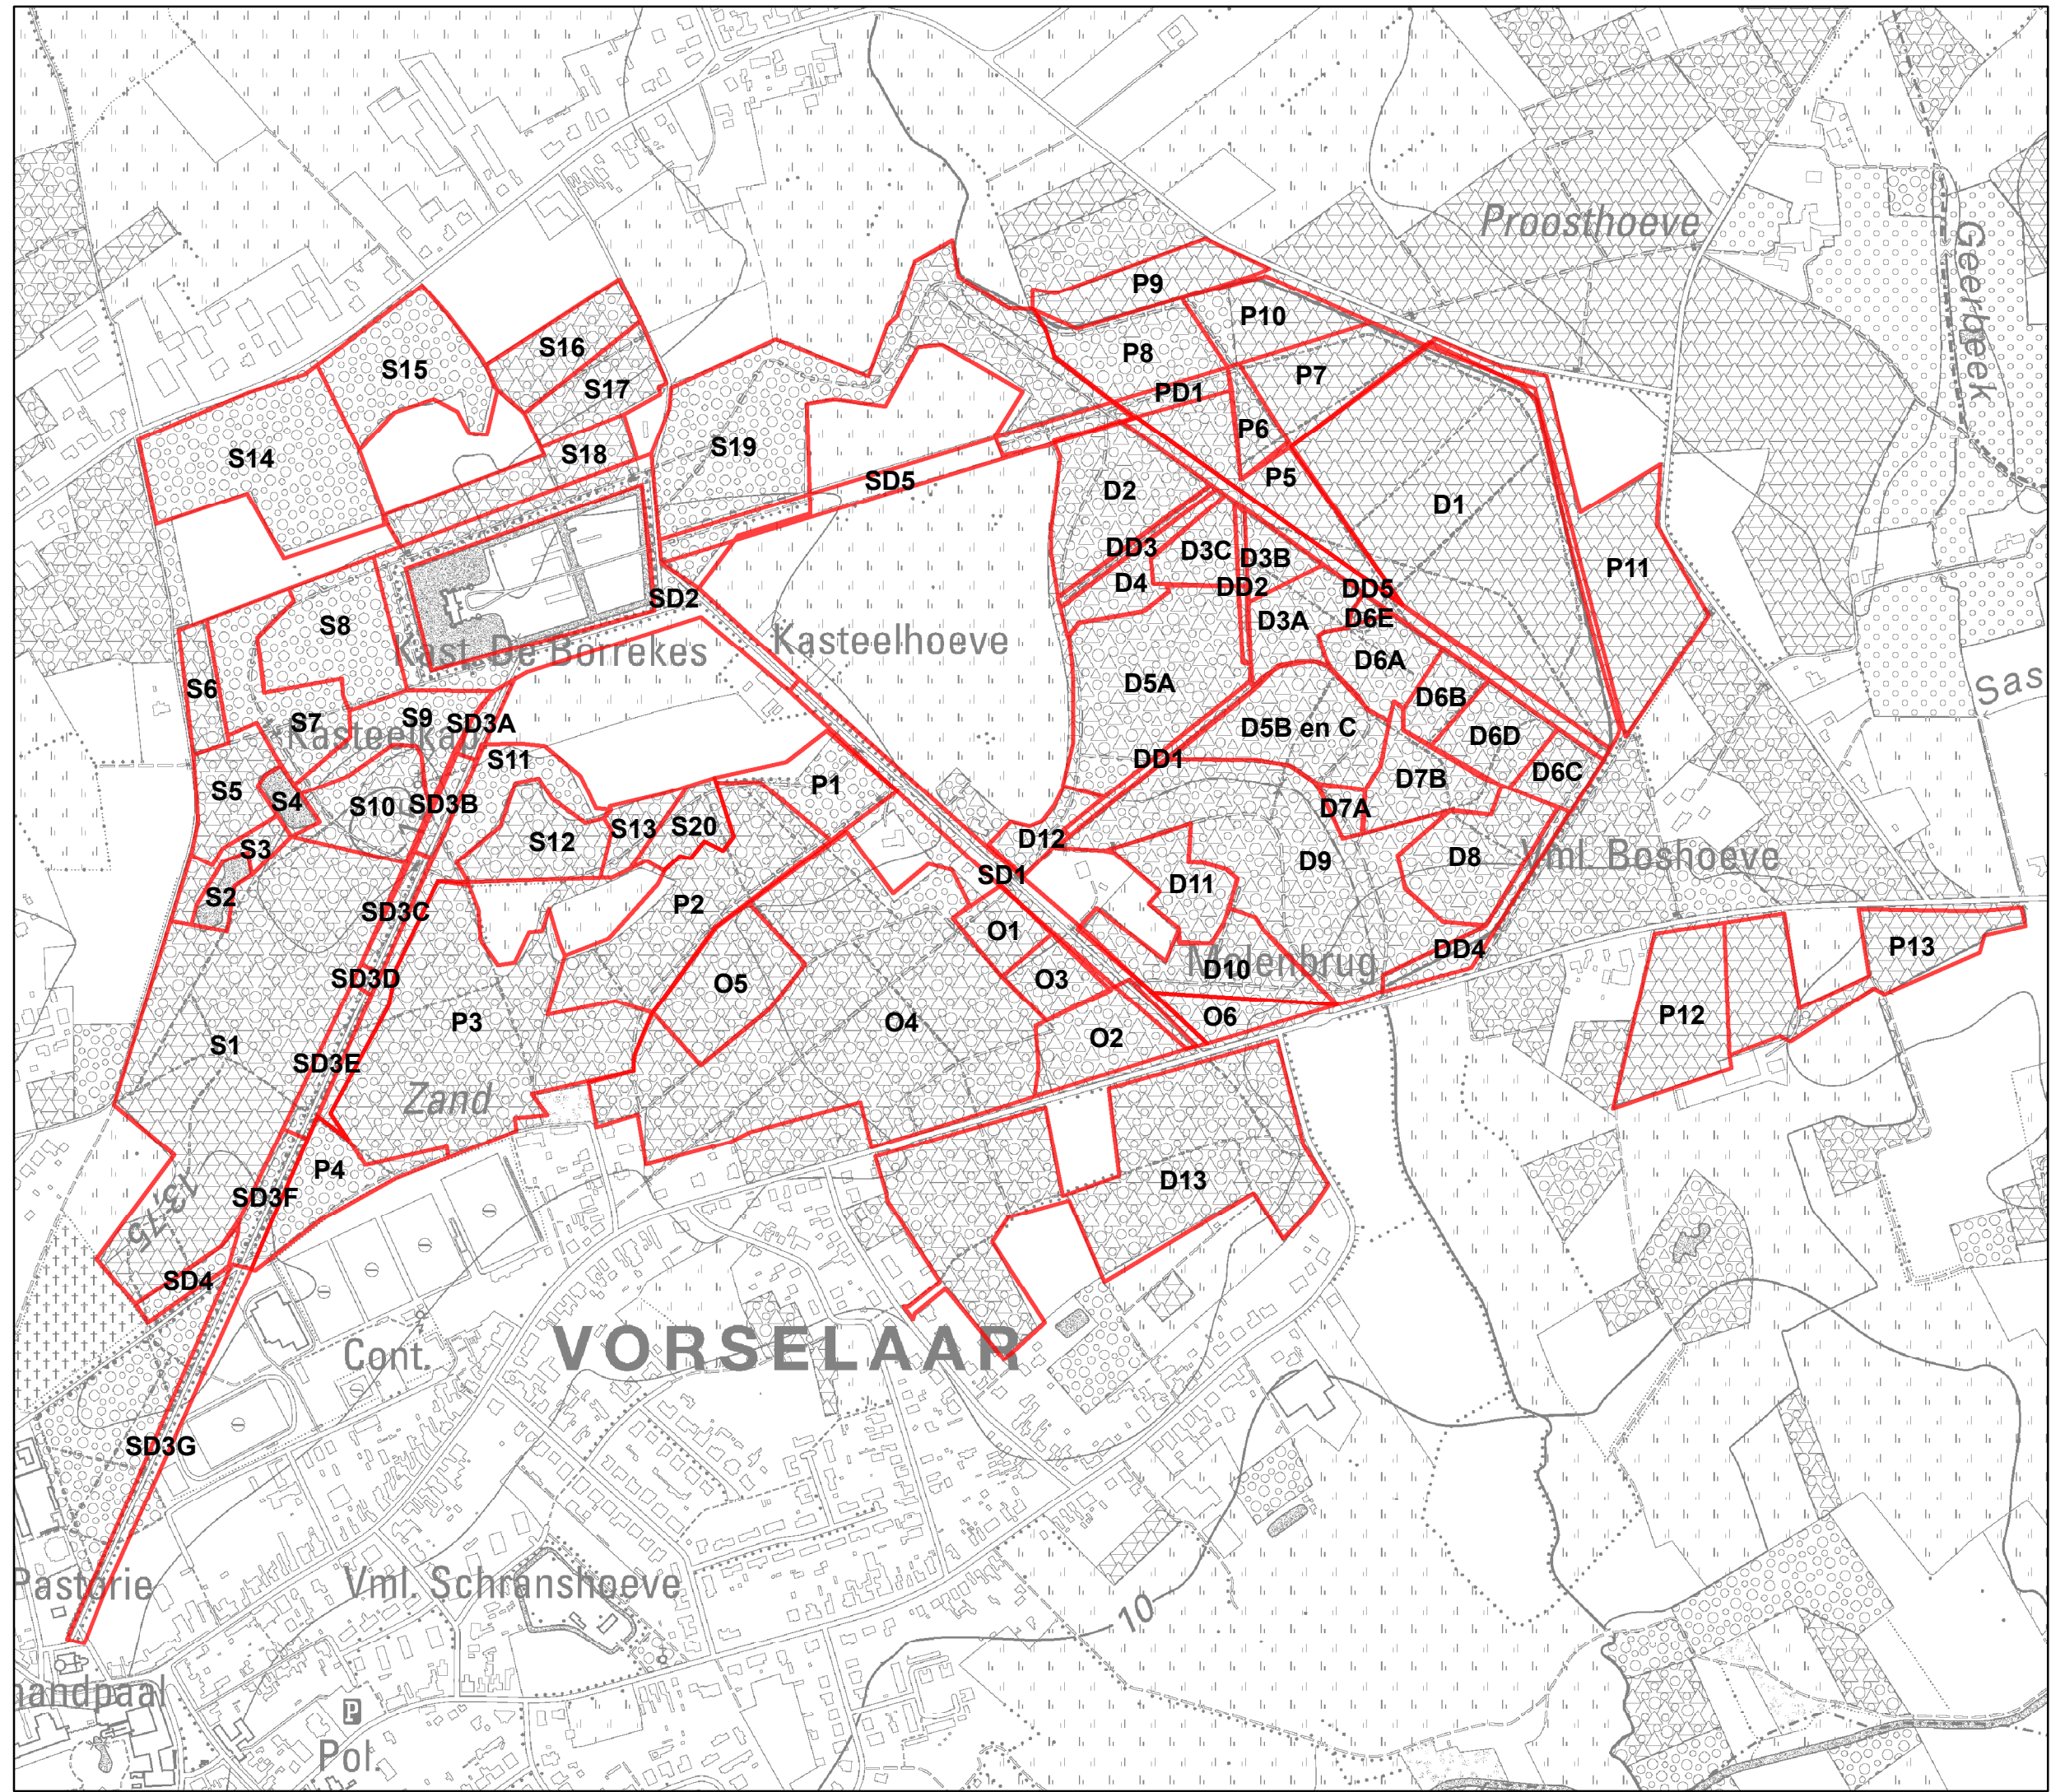 Proosthoeve
Geerbeek
P9
P10
S16
S15
P8
S17
P7
PD1
P6
S19
S18
S14
P5
SD5
D2
D1
DD3
D3C
D3B
P11
D4
DD2
DD5
SD2
D6E
D3A
S8
Kasteelhoeve
Kast. De Borrekes
D6A
D5A
S6
D6B
Sas
S9
SD3A
S7
D5B en C
D6D
Kasteelkap
S11
DD1
D6C
D7B
P1
S5
S4
S10
SD3B
D7A
S20
S13
D12
S12
S3
D9
D8
Vml. Boshoeve
SD1
D11
S2
P2
SD3C
O1
P13
DD4
Molenbrug
D10
SD3D
O3
O5
P12
P3
O4
O6
O2
S1
SD3E
Zand
P4
D13
SD3F
13.75
SD4
VORSELAAR
Cont.
SD3G
Pastorie
Vml. Schranshoeve
10
andpaal
P
Pol.